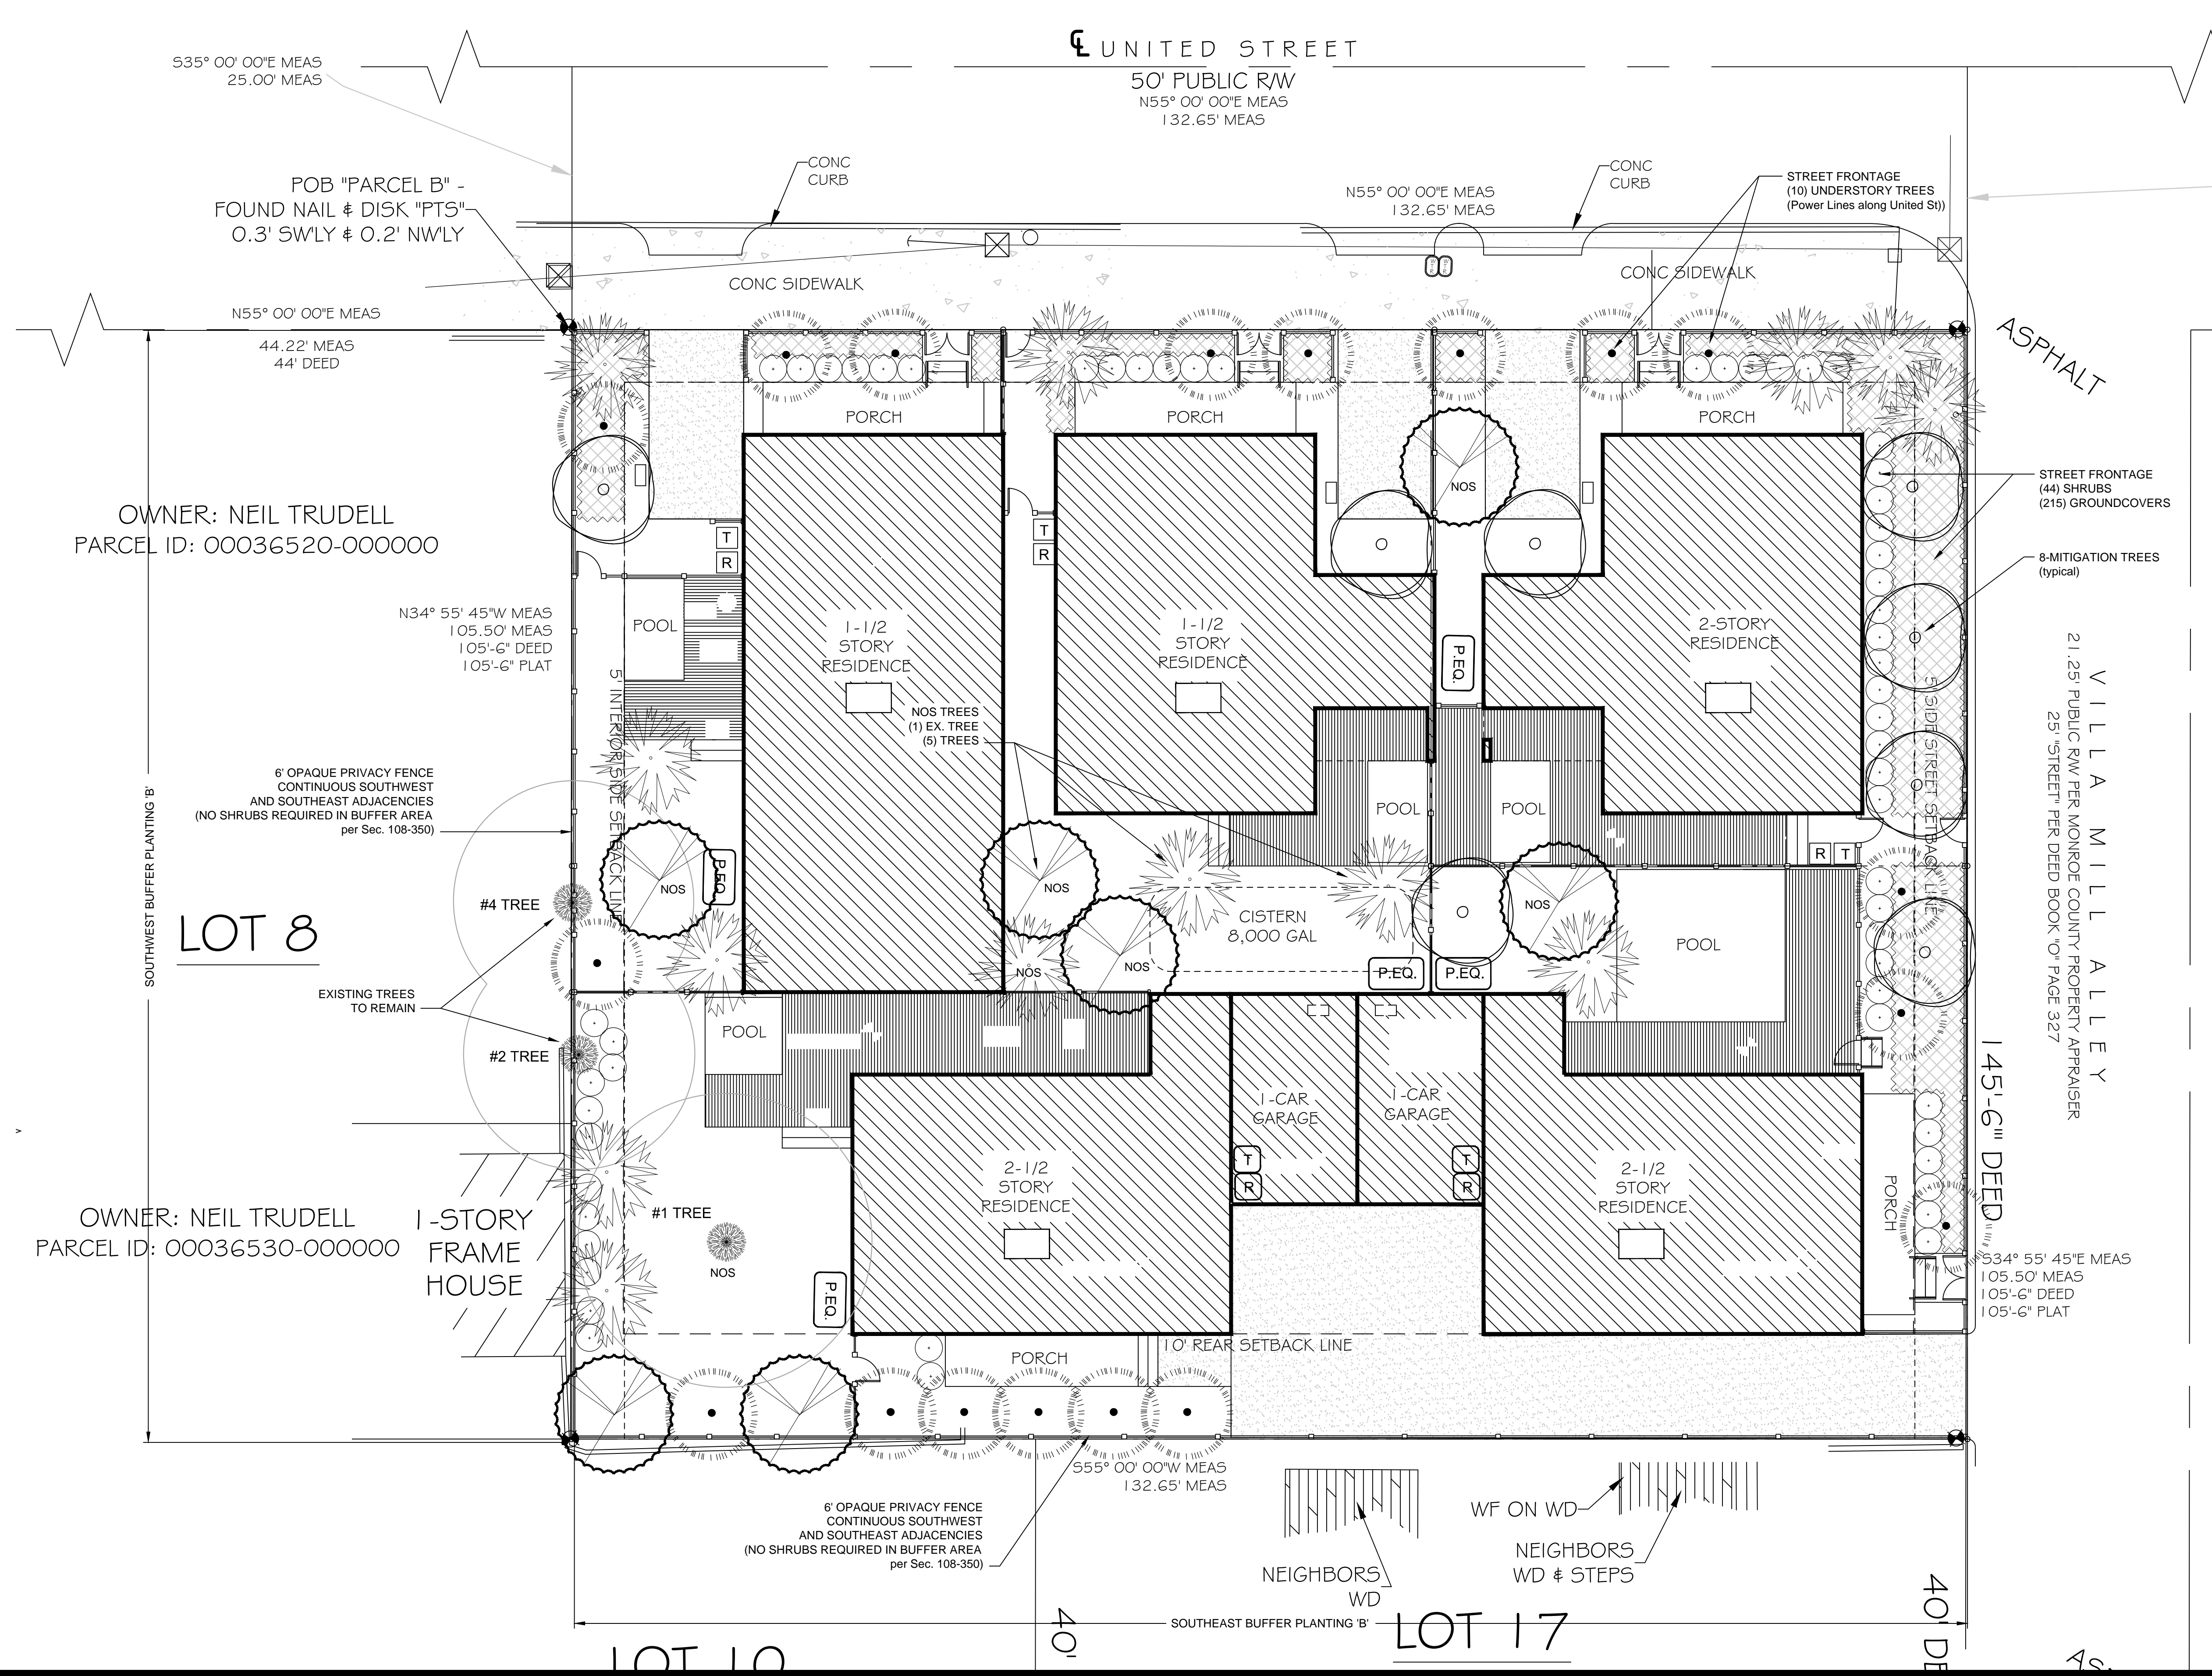 ℄ UNITED STREET
50' PUBLIC R/W
N55° 00' 00"E MEAS
132.65' MEAS
S35° 00' 00"E MEAS
25.00' MEAS
POB "PARCEL B" -
FOUND NAIL & DISK "PTS"
0.3' SW'LY & 0.2' NW'LY
CONC
CURB
N55° 00' 00"E MEAS
132.65' MEAS
CONC
CURB
STREET FRONTAGE
(10) UNDERSTORY TREES
(Power Lines along United St))
CONC SIDEWALK
CONC SIDEWALK
N55° 00' 00"E MEAS
44.22' MEAS
44' DEED
ASPHALT
PORCH
PORCH
PORCH
STREET FRONTAGE
(44) SHRUBS
(215) GROUNDCOVERS
8-MITIGATION TREES
(typical)
OWNER: NEIL TRUDELL
PARCEL ID: 00036520-000000
NOS
T
R
T
R
N34° 55' 45"W MEAS
105.50' MEAS
105'-6" DEED
105'-6" PLAT
POOL
1-1/2
STORY
RESIDENCE
1-1/2
STORY
RESIDENCE
2-STORY
RESIDENCE
P.EQ.
5' INTERIOR SIDE SETBACK LINE
5' SIDE STREET SETBACK LINE
VILLA MILL ALLEY
21.25' PUBLIC R/W PER MONROE COUNTY PROPERTY APPRAISER
25' "STREET" PER DEED BOOK "O" PAGE 327
NOS TREES
(1) EX. TREE
(5) TREES
6' OPAQUE PRIVACY FENCE
CONTINUOUS SOUTHWEST
AND SOUTHEAST ADJACENCIES
(NO SHRUBS REQUIRED IN BUFFER AREA
per Sec. 108-350)
SOUTHWEST BUFFER PLANTING 'B'
POOL
POOL
R
T
NOS
P.EQ.
NOS
NOS
#4 TREE
LOT 8
CISTERN
8,000 GAL
POOL
NOS
NOS
P.EQ.
P.EQ.
EXISTING TREES
TO REMAIN
#2 TREE
POOL
1-CAR
GARAGE
1-CAR
GARAGE
145'-6" DEED
T
R
T
R
2-1/2
STORY
RESIDENCE
2-1/2
STORY
RESIDENCE
PORCH
OWNER: NEIL TRUDELL
PARCEL ID: 00036530-000000
1-STORY
FRAME
HOUSE
#1 TREE
NOS
P.EQ.
S34° 55' 45"E MEAS
105.50' MEAS
105'-6" DEED
105'-6" PLAT
10' REAR SETBACK LINE
PORCH
S55° 00' 00"W MEAS
132.65' MEAS
6' OPAQUE PRIVACY FENCE
CONTINUOUS SOUTHWEST
AND SOUTHEAST ADJACENCIES
(NO SHRUBS REQUIRED IN BUFFER AREA
per Sec. 108-350)
WF ON WD
NEIGHBORS
WD
NEIGHBORS
WD & STEPS
SOUTHEAST BUFFER PLANTING 'B'
LOT 17
40'
40'
LOT 10